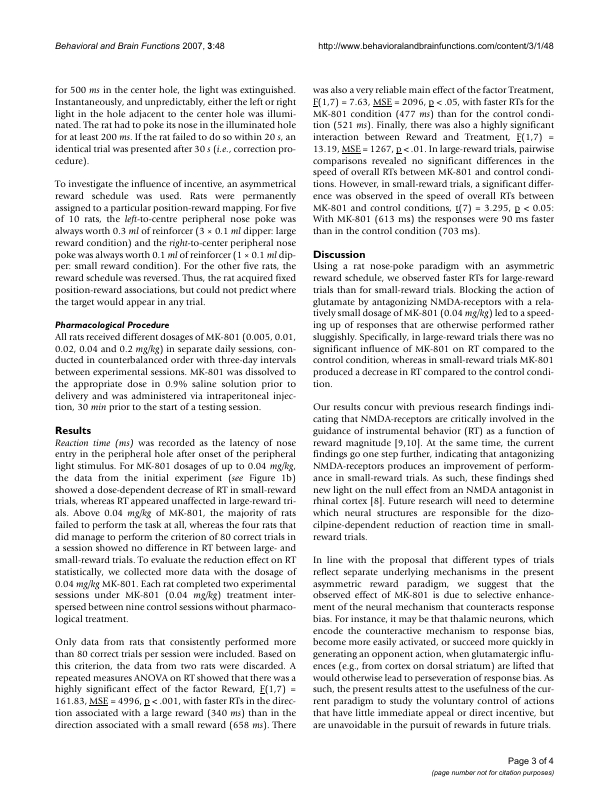 Behavioral and Brain Functions 2007, 3:48
http://www.behavioralandbrainfunctions.com/content/3/1/48
for 500 ms in the center hole, the light was extinguished.
Instantaneously, and unpredictably, either the left or right
light in the hole adjacent to the center hole was illumi-
nated. The rat had to poke its nose in the illuminated hole
for at least 200 ms. If the rat failed to do so within 20 s, an
identical trial was presented after 30 s (i.e., correction pro-
cedure).
To investigate the influence of incentive, an asymmetrical
reward schedule was used. Rats were permanently
assigned to a particular position-reward mapping. For five
of 10 rats, the left-to-centre peripheral nose poke was
always worth 0.3 ml of reinforcer (3 × 0.1 ml dipper: large
reward condition) and the right-to-center peripheral nose
poke was always worth 0.1 ml of reinforcer (1 × 0.1 ml dip-
per: small reward condition). For the other five rats, the
reward schedule was reversed. Thus, the rat acquired fixed
position-reward associations, but could not predict where
the target would appear in any trial.
Pharmacological Procedure
All rats received different dosages of MK-801 (0.005, 0.01,
0.02, 0.04 and 0.2 mg/kg) in separate daily sessions, con-
ducted in counterbalanced order with three-day intervals
between experimental sessions. MK-801 was dissolved to
the appropriate dose in 0.9% saline solution prior to
delivery and was administered via intraperitoneal injec-
tion, 30 min prior to the start of a testing session.
Results
Reaction time (ms) was recorded as the latency of nose
entry in the peripheral hole after onset of the peripheral
light stimulus. For MK-801 dosages of up to 0.04 mg/kg,
the data from the initial experiment (see Figure 1b)
showed a dose-dependent decrease of RT in small-reward
trials, whereas RT appeared unaffected in large-reward tri-
als. Above 0.04 mg/kg of MK-801, the majority of rats
failed to perform the task at all, whereas the four rats that
did manage to perform the criterion of 80 correct trials in
a session showed no difference in RT between large- and
small-reward trials. To evaluate the reduction effect on RT
statistically, we collected more data with the dosage of
0.04 mg/kg MK-801. Each rat completed two experimental
sessions under MK-801 (0.04 mg/kg) treatment inter-
spersed between nine control sessions without pharmaco-
logical treatment.
Only data from rats that consistently performed more
than 80 correct trials per session were included. Based on
this criterion, the data from two rats were discarded. A
repeated measures ANOVA on RT showed that there was a
highly significant effect of the factor Reward, F(1,7) =
161.83, MSE = 4996, p < .001, with faster RTs in the direc-
tion associated with a large reward (340 ms) than in the
direction associated with a small reward (658 ms). There
was also a very reliable main effect of the factor Treatment,
F(1,7) = 7.63, MSE = 2096, p < .05, with faster RTs for the
MK-801 condition (477 ms) than for the control condi-
tion (521 ms). Finally, there was also a highly significant
interaction between Reward and Treatment, F(1,7) =
13.19, MSE = 1267, p < .01. In large-reward trials, pairwise
comparisons revealed no significant differences in the
speed of overall RTs between MK-801 and control condi-
tions. However, in small-reward trials, a significant differ-
ence was observed in the speed of overall RTs between
MK-801 and control conditions, t(7) = 3.295, p < 0.05:
With MK-801 (613 ms) the responses were 90 ms faster
than in the control condition (703 ms).
Discussion
Using a rat nose-poke paradigm with an asymmetric
reward schedule, we observed faster RTs for large-reward
trials than for small-reward trials. Blocking the action of
glutamate by antagonizing NMDA-receptors with a rela-
tively small dosage of MK-801 (0.04 mg/kg) led to a speed-
ing up of responses that are otherwise performed rather
sluggishly. Specifically, in large-reward trials there was no
significant influence of MK-801 on RT compared to the
control condition, whereas in small-reward trials MK-801
produced a decrease in RT compared to the control condi-
tion.
Our results concur with previous research findings indi-
cating that NMDA-receptors are critically involved in the
guidance of instrumental behavior (RT) as a function of
reward magnitude [9,10]. At the same time, the current
findings go one step further, indicating that antagonizing
NMDA-receptors produces an improvement of perform-
ance in small-reward trials. As such, these findings shed
new light on the null effect from an NMDA antagonist in
rhinal cortex [8]. Future research will need to determine
which neural structures are responsible for the dizo-
cilpine-dependent reduction of reaction time in small-
reward trials.
In line with the proposal that different types of trials
reflect separate underlying mechanisms in the present
asymmetric reward paradigm, we suggest that the
observed effect of MK-801 is due to selective enhance-
ment of the neural mechanism that counteracts response
bias. For instance, it may be that thalamic neurons, which
encode the counteractive mechanism to response bias,
become more easily activated, or succeed more quickly in
generating an opponent action, when glutamatergic influ-
ences (e.g., from cortex on dorsal striatum) are lifted that
would otherwise lead to perseveration of response bias. As
such, the present results attest to the usefulness of the cur-
rent paradigm to study the voluntary control of actions
that have little immediate appeal or direct incentive, but
are unavoidable in the pursuit of rewards in future trials.
Page 3 of 4
(page number not for citation purposes)